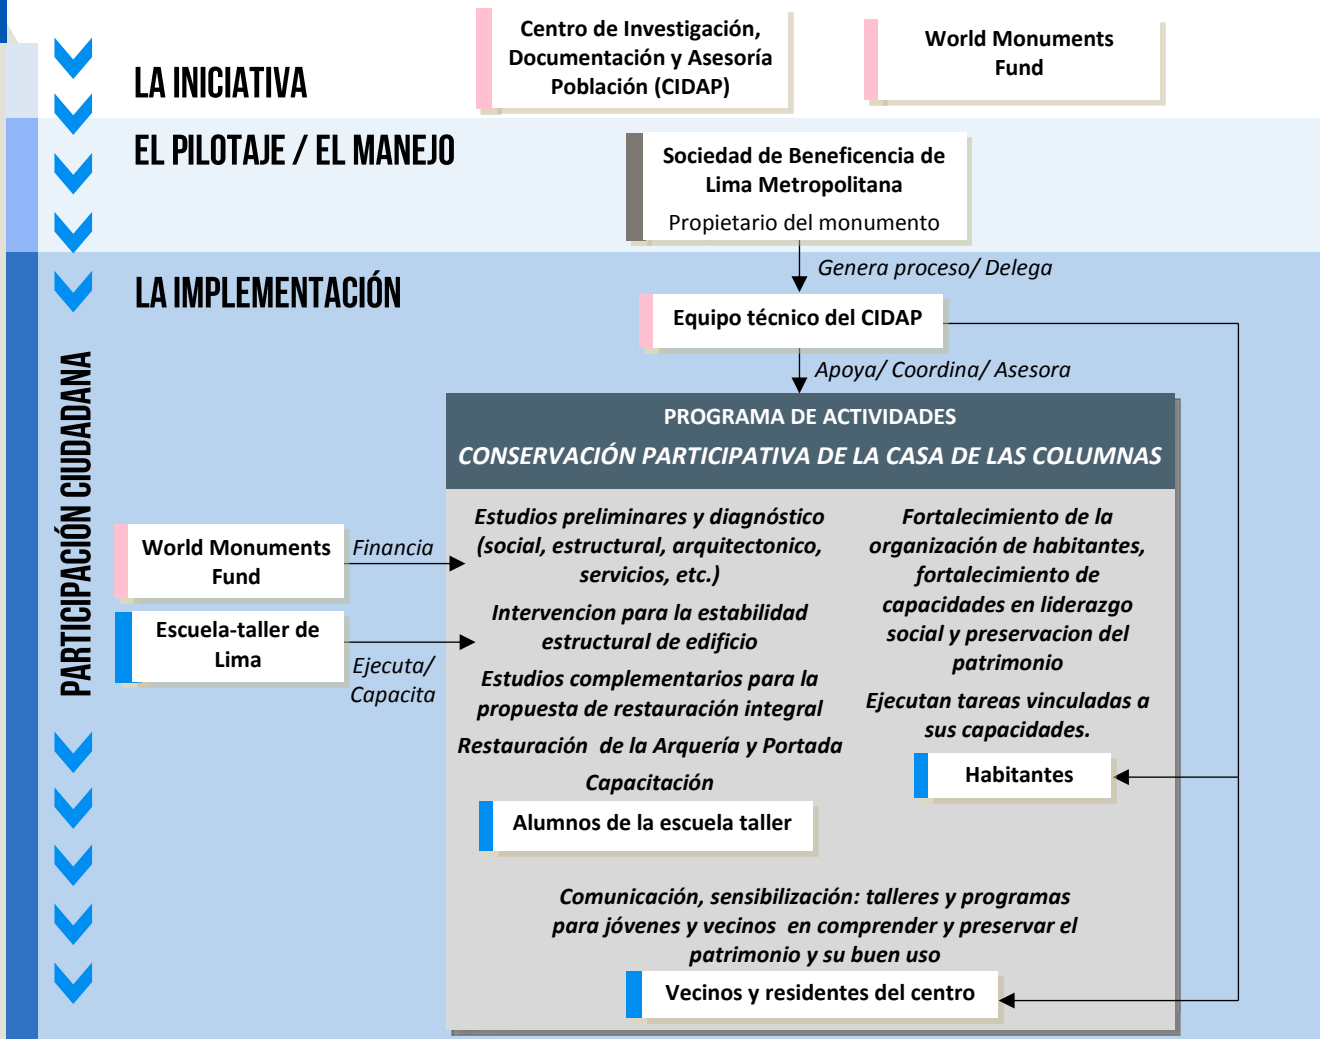 Centro de Investigación,
Documentación y Asesoría
Población (CIDAP)
World Monuments
Fund
LA INICIATIVA
EL PILOTAJE / EL MANEJO
Sociedad de Beneficencia de
Lima Metropolitana
Propietario del monumento
Genera proceso/ Delega
LA IMPLEMENTACIÓN
Equipo técnico del CIDAP
Apoya/ Coordina/ Asesora
PARTICIPACIÓN CIUDADANA
PROGRAMA DE ACTIVIDADES
CONSERVACIÓN PARTICIPATIVA DE LA CASA DE LAS COLUMNAS
World Monuments
Fund
Financia
Escuela-taller de
Lima
Ejecuta/
Capacita
Estudios preliminares y diagnóstico
(social, estructural, arquitectonico,
servicios, etc.)
Intervencion para la estabilidad
estructural de edificio
Estudios complementarios para la
propuesta de restauración integral
Restauración de la Arquería y Portada
Capacitación
Alumnos de la escuela taller
Fortalecimiento de la
organización de habitantes,
fortalecimiento de
capacidades en liderazgo
social y preservacion del
patrimonio
Ejecutan tareas vinculadas a
sus capacidades.
Habitantes
Comunicación, sensibilización: talleres y programas
para jóvenes y vecinos en comprender y preservar el
patrimonio y su buen uso
Vecinos y residentes del centro